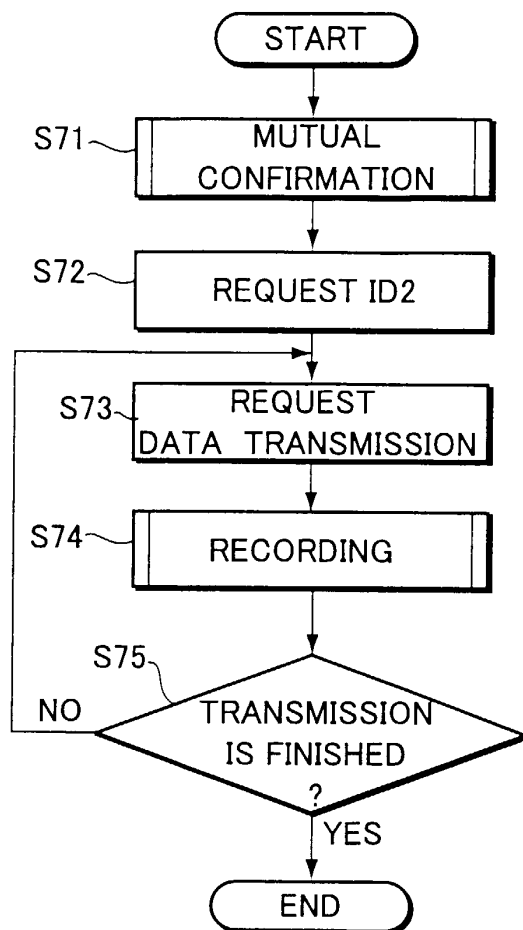 START
S71
MUTUAL
CONFIRMATION
S72
REQUEST ID2
S73
REQUEST
DATA TRANSMISSION
S74
RECORDING
S75
NO
TRANSMISSION
IS FINISHED
?
YES
END